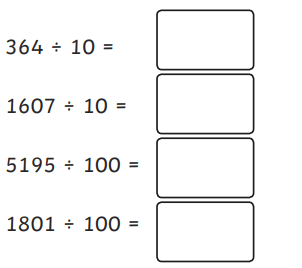 364 ÷ 10 =
1607 ÷ 10 =
5195 ÷ 100 =
1801 ÷ 100 =